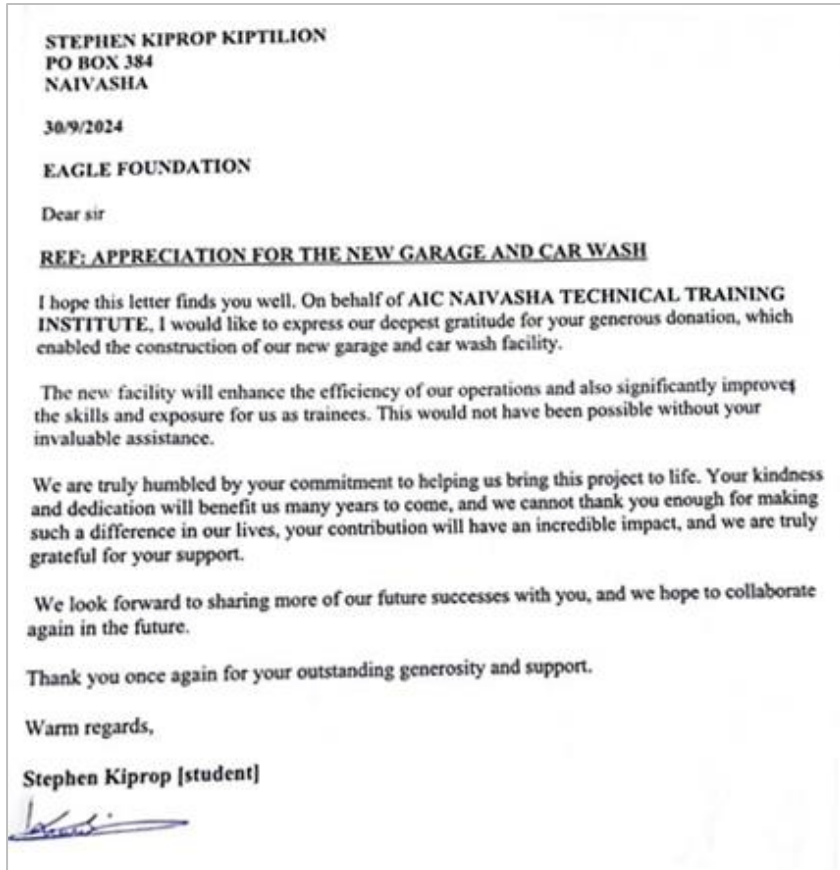 STEPHEN KIPROP KIPTILION
PO BOX 384
NAIVASHA
30/9/2024
EAGLE FOUNDATION
Dear sir
REF: APPRECIATION FOR THE NEW GARAGE AND CAR WASH
I hope this letter finds you well. On behalf of AIC NAIVASHA TECHNICAL TRAINING
INSTITUTE, I would like to express our deepest gratitude for your generous donation, which
enabled the construction of our new garage and car wash facility.
The new facility will enhance the efficiency of our operations and also significantly improves
the skills and exposure for us as trainees. This would not have been possible without your
invaluable assistance.
We are truly humbled by your commitment to helping us bring this project to life. Your kindness
and dedication will benefit us many years to come, and we cannot thank you enough for making
such a difference in our lives, your contribution will have an incredible impact, and we are truly
grateful for your support.
We look forward to sharing more of our future successes with you, and we hope to collaborate
again in the future.
Thank you once again for your outstanding generosity and support.
Warm regards,
Stephen Kiprop [student]